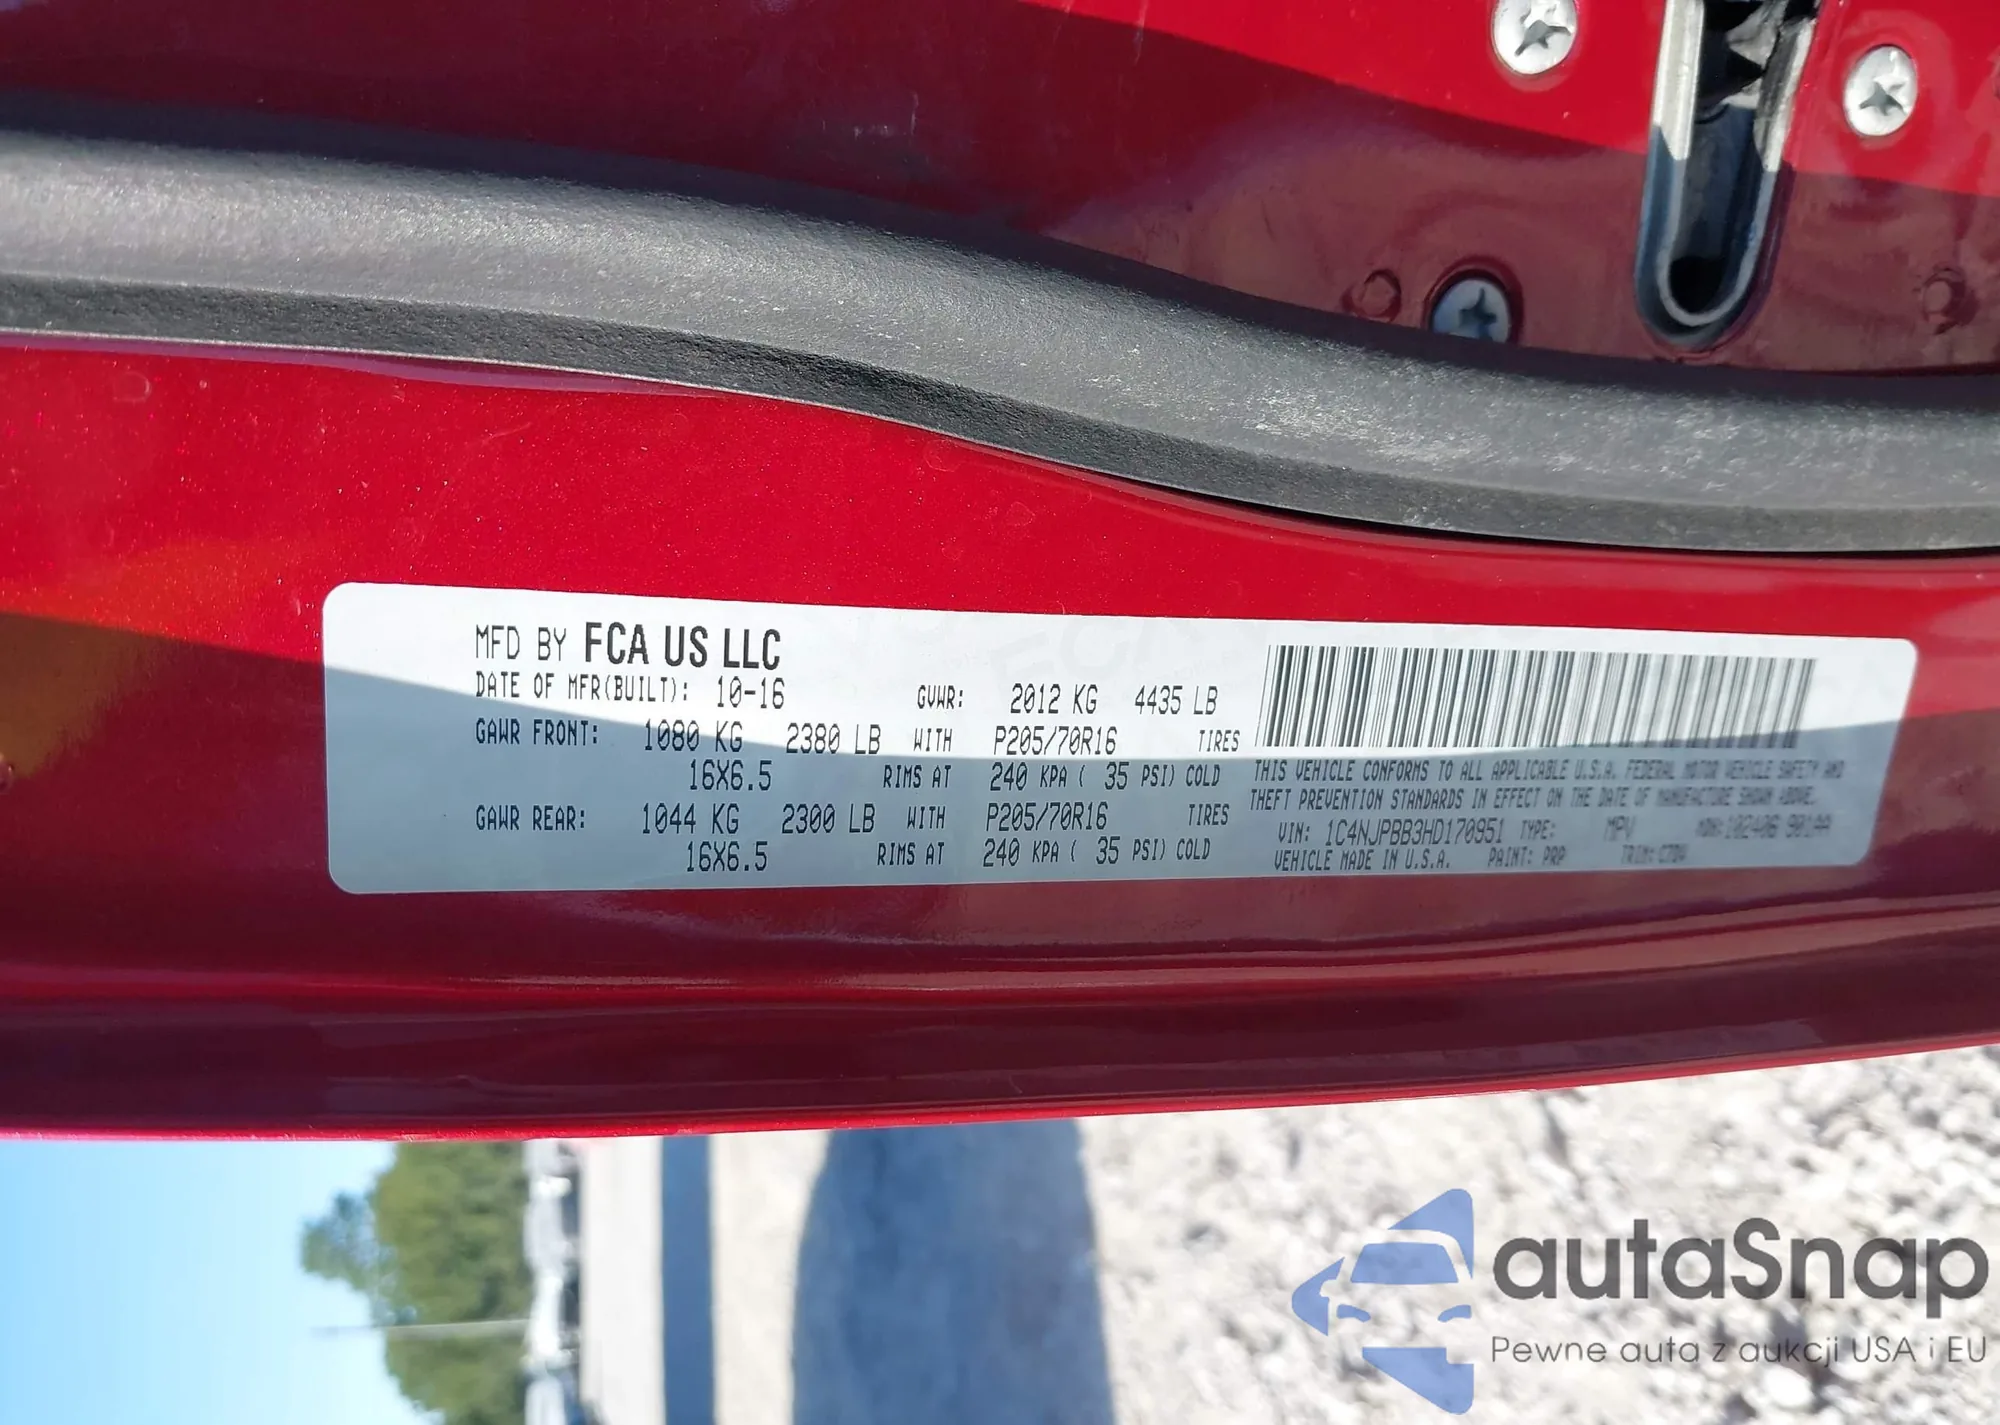 MFD BY FCA US LLC
DATE OF MFR(BUILT): 10-16 GVWR: 2012 KG 4435 LB
GAWR FRONT: 1080 KG 2380 LB WITH P205/70R16 TIRES
16X6.5 RIMS AT 240 KPA ( 35 PSI) COLD
GAWR REAR: 1044 KG 2300 LB WITH P205/70R16 TIRES
16X6.5 RIMS AT 240 KPA ( 35 PSI) COLD
THIS VEHICLE CONFORMS TO ALL APPLICABLE U.S.A. FEDERAL MOTOR VEHICLE SAFETY AND
THEFT PREVENTION STANDARDS IN EFFECT ON THE DATE OF MANUFACTURE SHOWN ABOVE.
VIN: 1C4NJPBB3HD170951 TYPE: MPV
VEHICLE MADE IN U.S.A. PAINT: PRP
autaSnap
Pewne auta z aukcji USA i EU